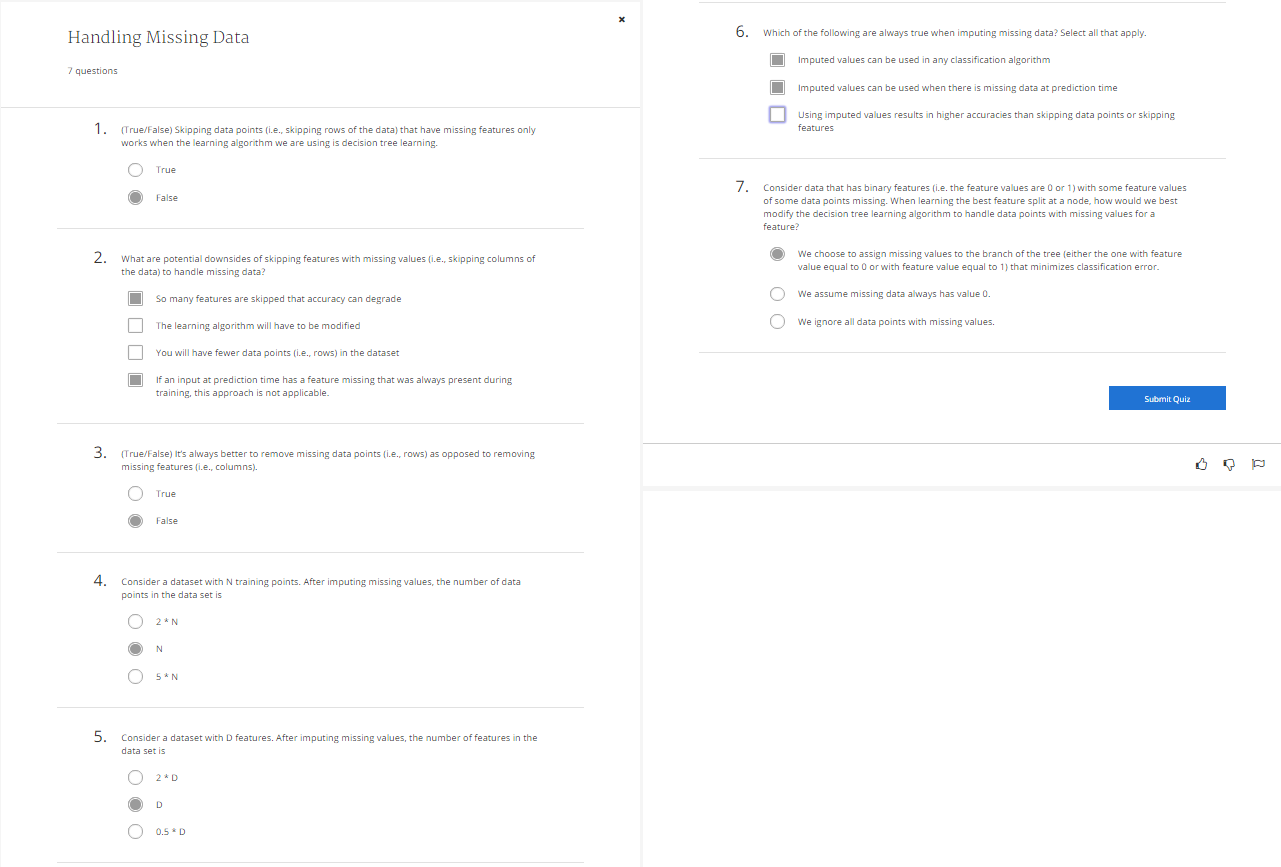 Handling Missing Data
7 questions
1. (True/False) Skipping data points (i.e., skipping rows of the data) that have missing features only
works when the learning algorithm we are using is decision tree learning.
True
False
2. What are potential downsides of skipping features with missing values (i.e., skipping columns of
the data) to handle missing data?
So many features are skipped that accuracy can degrade
The learning algorithm will have to be modified
You will have fewer data points (i.e., rows) in the dataset
If an input at prediction time has a feature missing that was always present during
training, this approach is not applicable.
3. (True/False) It's always better to remove missing data points (i.e., rows) as opposed to removing
missing features (i.e., columns).
True
False
4. Consider a dataset with N training points. After imputing missing values, the number of data
points in the data set is
2 * N
N
5 * N
5. Consider a dataset with D features. After imputing missing values, the number of features in the
data set is
2 * D
D
0.5 * D
6. Which of the following are always true when imputing missing data? Select all that apply.
Imputed values can be used in any classification algorithm
Imputed values can be used when there is missing data at prediction time
Using imputed values results in higher accuracies than skipping data points or skipping
features
7. Consider data that has binary features (i.e. the feature values are 0 or 1) with some feature values
of some data points missing. When learning the best feature split at a node, how would we best
modify the decision tree learning algorithm to handle data points with missing values for a
feature?
We choose to assign missing values to the branch of the tree (either the one with feature
value equal to 0 or with feature value equal to 1) that minimizes classification error.
We assume missing data always has value 0.
We ignore all data points with missing values.
Submit Quiz